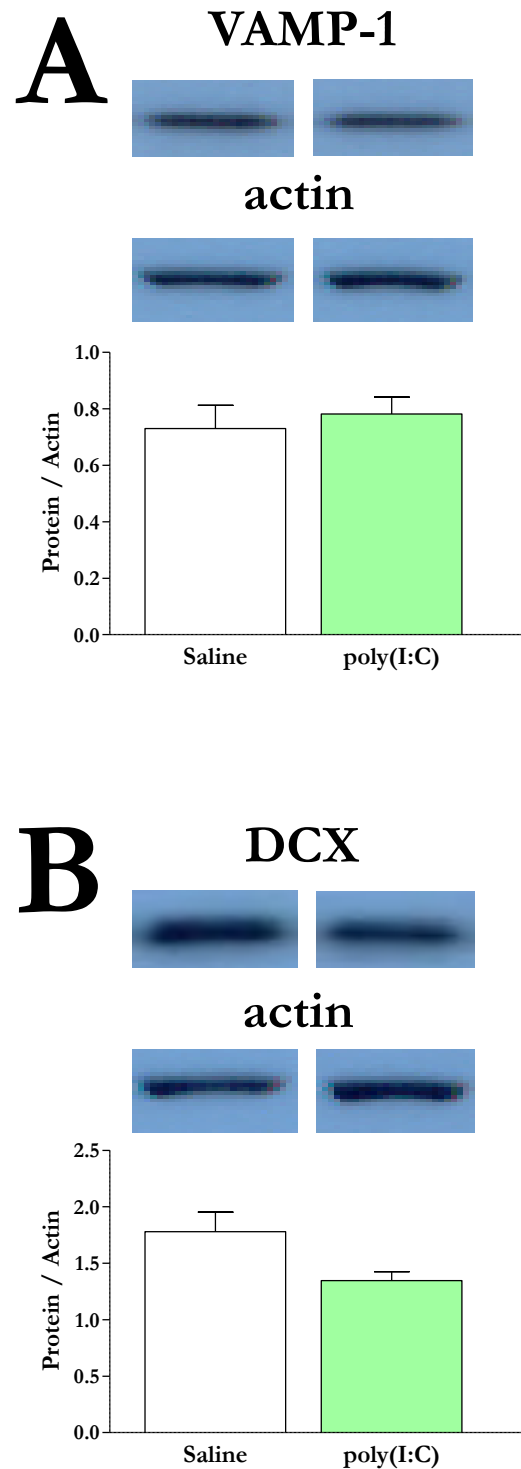 A
VAMP-1
actin
1.0
0.8
0.6
0.4
0.2
0.0
Protein / Actin
Saline poly(I:C)
B
DCX
actin
2.5
2.0
1.5
1.0
0.5
0.0
Protein / Actin
Saline poly(I:C)